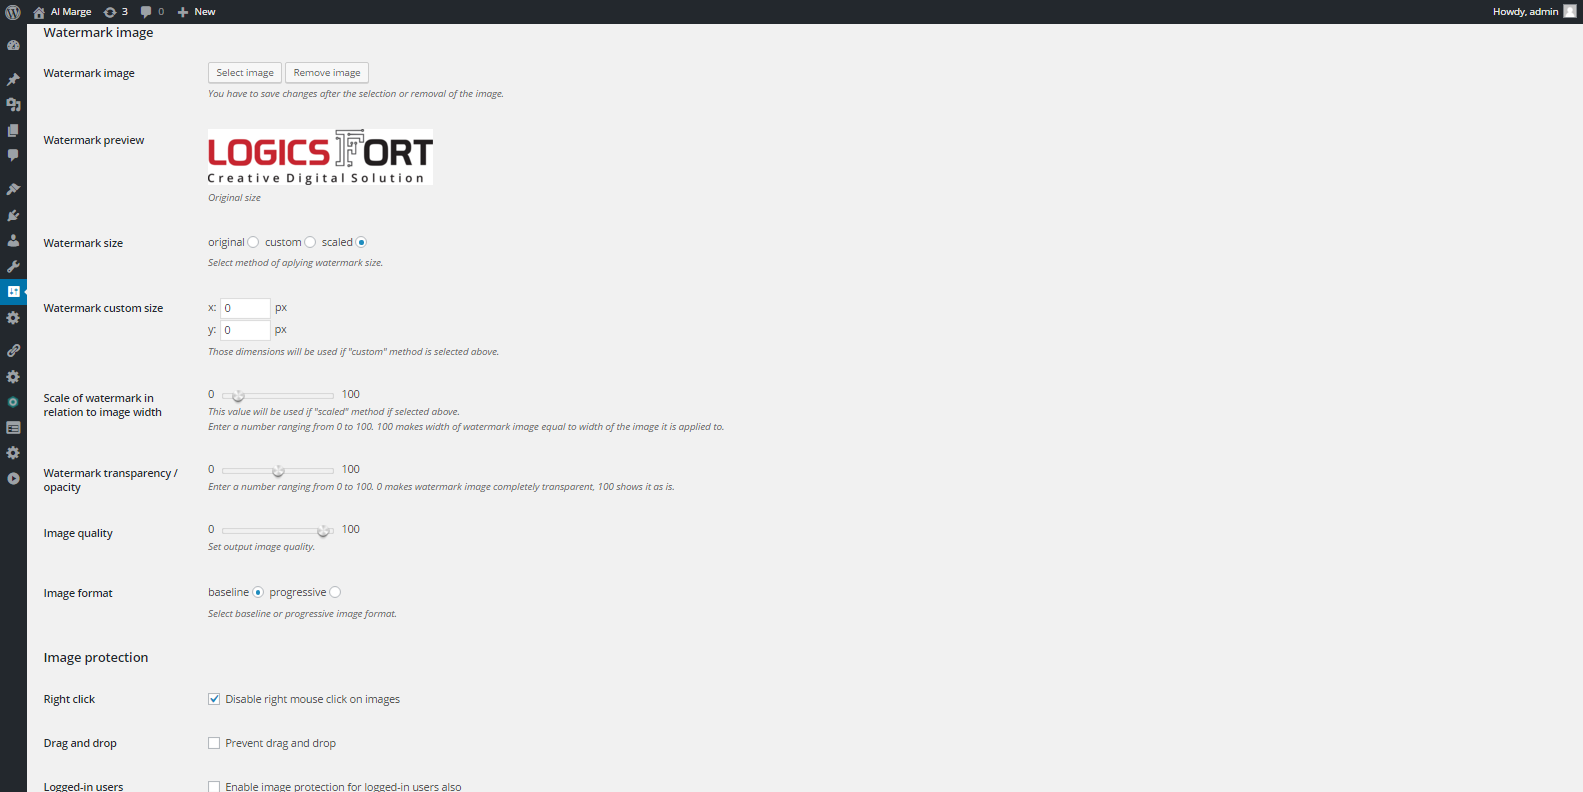 AI Marge 3 0 New Howdy, admin
Watermark image
Watermark image Select image Remove image
You have to save changes after the selection or removal of the image.
Watermark preview
LOGICSFORT
Creative Digital Solution
Original size
Watermark size original custom scaled
Select method of aplying watermark size.
Watermark custom size x: 0 px
y: 0 px
Those dimensions will be used if "custom" method is selected above.
Scale of watermark in
relation to image width
0 100
This value will be used if "scaled" method if selected above.
Enter a number ranging from 0 to 100. 100 makes width of watermark image equal to width of the image it is applied to.
Watermark transparency /
opacity
0 100
Enter a number ranging from 0 to 100. 0 makes watermark image completely transparent, 100 shows it as is.
Image quality 0 100
Set output image quality.
Image format baseline progressive
Select baseline or progressive image format.
Image protection
Right click Disable right mouse click on images
Drag and drop Prevent drag and drop
Logged-in users Enable image protection for logged-in users also